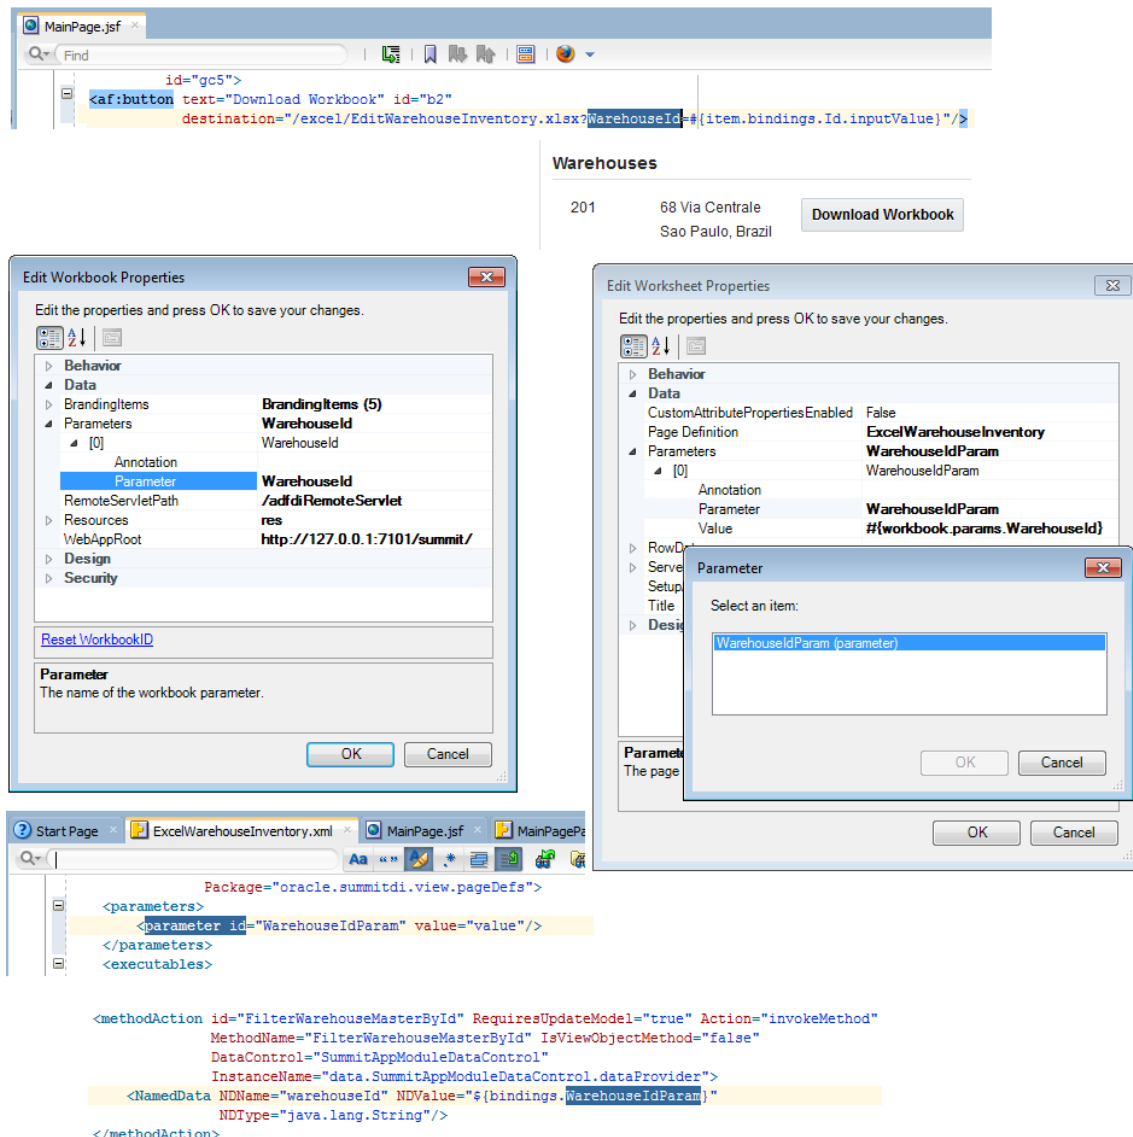 MainPage.jsf
Find
id="gc5">
<af:button text="Download Workbook" id="b2"
destination="/excel/EditWarehouseInventory.xlsx?WarehouseId=#{item.bindings.Id.inputValue}"/>
Warehouses
201 68 Via Centrale Download Workbook
Sao Paulo, Brazil
Edit Workbook Properties
Edit the properties and press OK to save your changes.
Behavior
Data
BrandingItems BrandingItems (5)
Parameters WarehouseId
[0] WarehouseId
Annotation
Parameter WarehouseId
RemoteServletPath /adfdiRemoteServlet
Resources res
WebAppRoot http://127.0.0.1:7101/summit/
Design
Security
Reset WorkbookID
Parameter
The name of the workbook parameter.
OK Cancel
Edit Worksheet Properties
Edit the properties and press OK to save your changes.
Behavior
Data
CustomAttributePropertiesEnabled False
Page Definition ExcelWarehouseInventory
Parameters WarehouseIdParam
[0] WarehouseIdParam
Annotation
Parameter WarehouseIdParam
Value #{workbook.params.WarehouseId}
RowD
Serve
Setup
Title
Desig
Parameter
Select an item:
WarehouseIdParam (parameter)
OK Cancel
Paramete
The page
OK Cancel
Start Page ExcelWarehouseInventory.xml MainPage.jsf MainPagePa
Aa “”
Package="oracle.summitdi.view.pageDefs">
<parameters>
<parameter id="WarehouseIdParam" value="value"/>
</parameters>
<executables>
<methodAction id="FilterWarehouseMasterById" RequiresUpdateModel="true" Action="invokeMethod"
MethodName="FilterWarehouseMasterById" IsViewObjectMethod="false"
DataControl="SummitAppModuleDataControl"
InstanceName="data.SummitAppModuleDataControl.dataProvider">
<NamedData NDName="warehouseId" NDValue="${bindings.WarehouseIdParam}"
NDType="java.lang.String"/>
</methodAction>